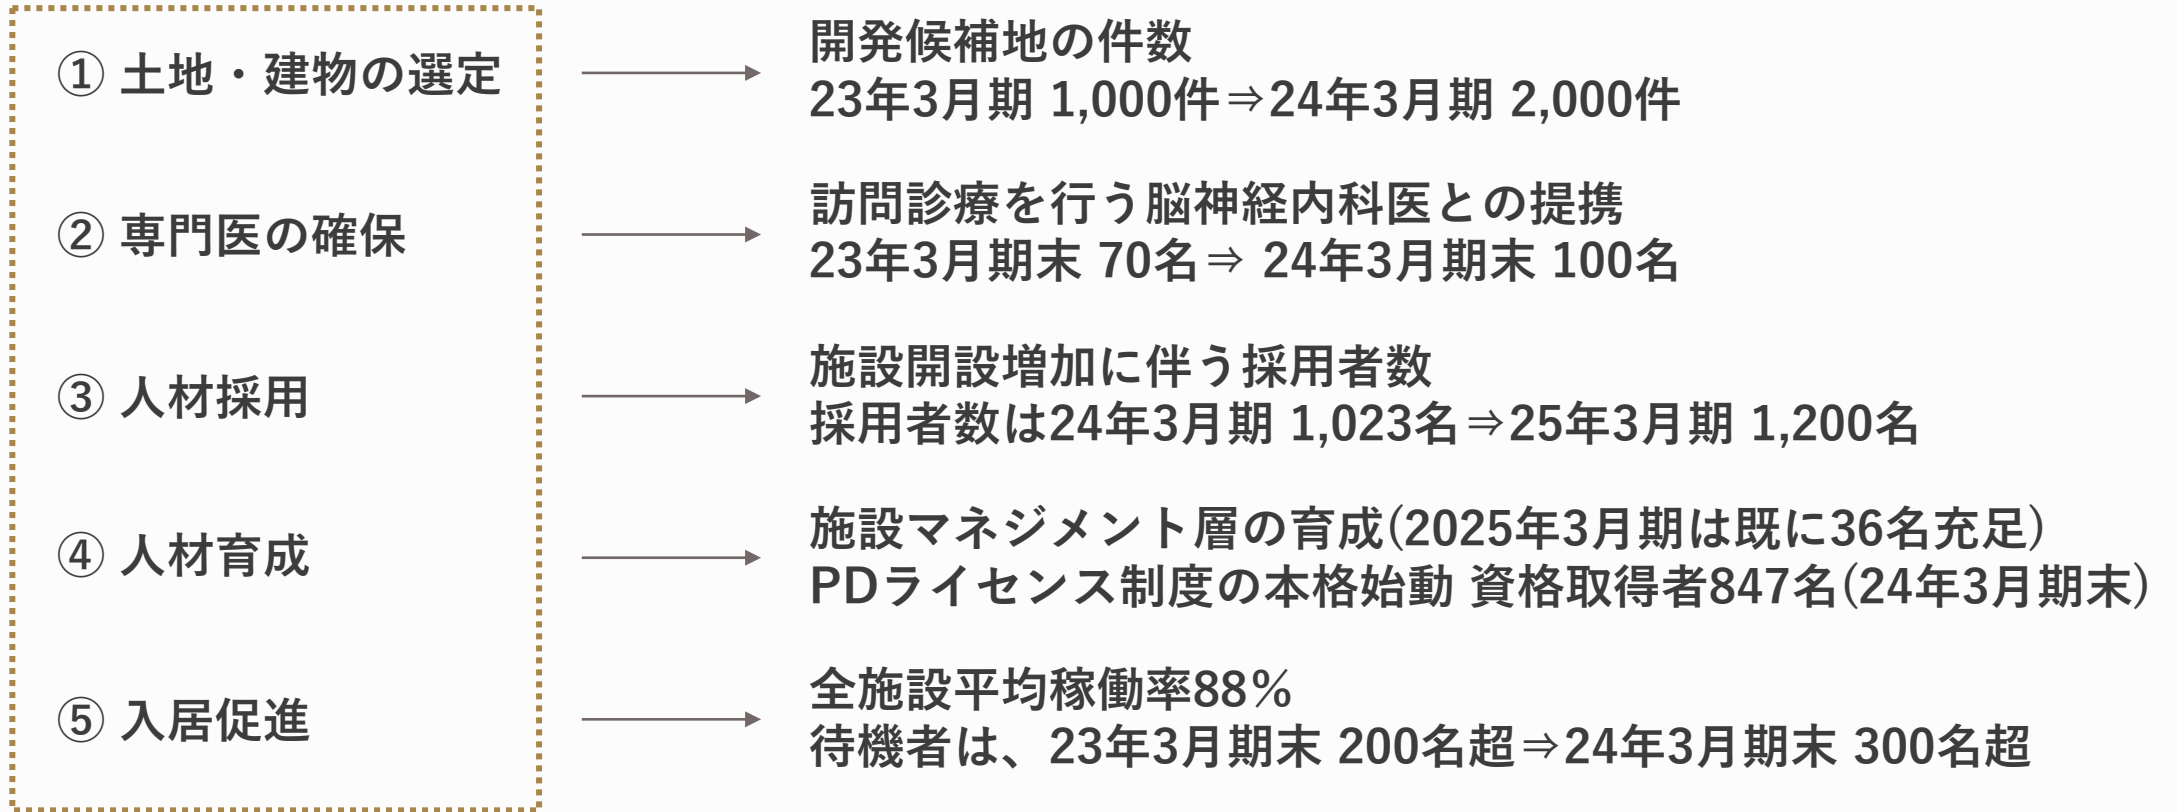 ① 土地・建物の選定
開発候補地の件数
23年3月期 1,000件⇒24年3月期 2,000件
② 専門医の確保
訪問診療を行う脳神経内科医との提携
23年3月期末 70名⇒ 24年3月期末 100名
③ 人材採用
施設開設増加に伴う採用者数
採用者数は24年3月期 1,023名⇒25年3月期 1,200名
④ 人材育成
施設マネジメント層の育成(2025年3月期は既に36名充足)
PDライセンス制度の本格始動 資格取得者847名(24年3月期末)
⑤ 入居促進
全施設平均稼働率88%
待機者は、23年3月期末 200名超⇒24年3月期末 300名超